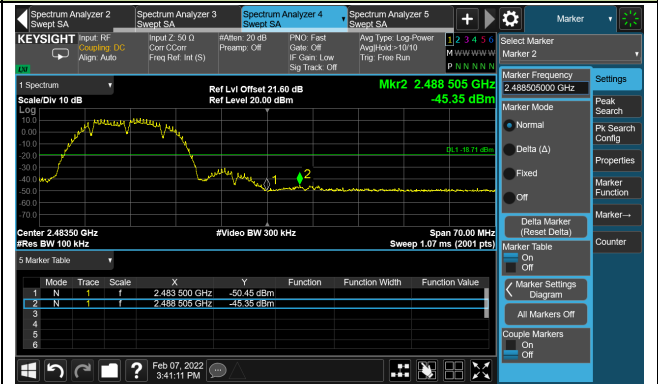 Spectrum Analyzer 2
Swept SA
Spectrum Analyzer 3
Swept SA
Spectrum Analyzer 4
Swept SA
Spectrum Analyzer 5
Swept SA
+
Marker
KEYSIGHT
Input: RF
Coupling: DC
Align: Auto
Input Z: 50 Ω
Corr CCorr
Freq Ref: Int (S)
#Atten: 20 dB
Preamp: Off
PNO: Fast
Gate: Off
IF Gain: Low
Sig Track: Off
Avg Type: Log-Power
Avg|Hold:>10/10
Trig: Free Run
1 2 3 4 5 6
M W W W W W
P N N N N N
LXI
Select Marker
Marker 2
1 Spectrum
Scale/Div 10 dB
Log
Ref Lvl Offset 21.60 dB
Ref Level 20.00 dBm
Mkr2 2.488 505 GHz
-45.35 dBm
10.0
0.00
-10.0
-20.0
-30.0
-40.0
-50.0
-60.0
-70.0
DL1 -18.71 dBm
1
2
Center 2.48350 GHz
#Res BW 100 kHz
#Video BW 300 kHz
Span 70.00 MHz
Sweep 1.07 ms (2001 pts)
5 Marker Table
Mode Trace Scale X Y Function Function Width Function Value
1 N 1 f 2.483 500 GHz -50.45 dBm
2 N 1 f 2.488 505 GHz -45.35 dBm
3
4
5
6
Marker Frequency
2.488505000 GHz
Marker Mode
Normal
Delta (Δ)
Fixed
Off
Delta Marker
(Reset Delta)
Marker Table
On
Off
Marker Settings
Diagram
All Markers Off
Couple Markers
On
Off
Settings
Peak
Search
Pk Search
Config
Properties
Marker
Function
Marker→
Counter
?
Feb 07, 2022
3:41:11 PM